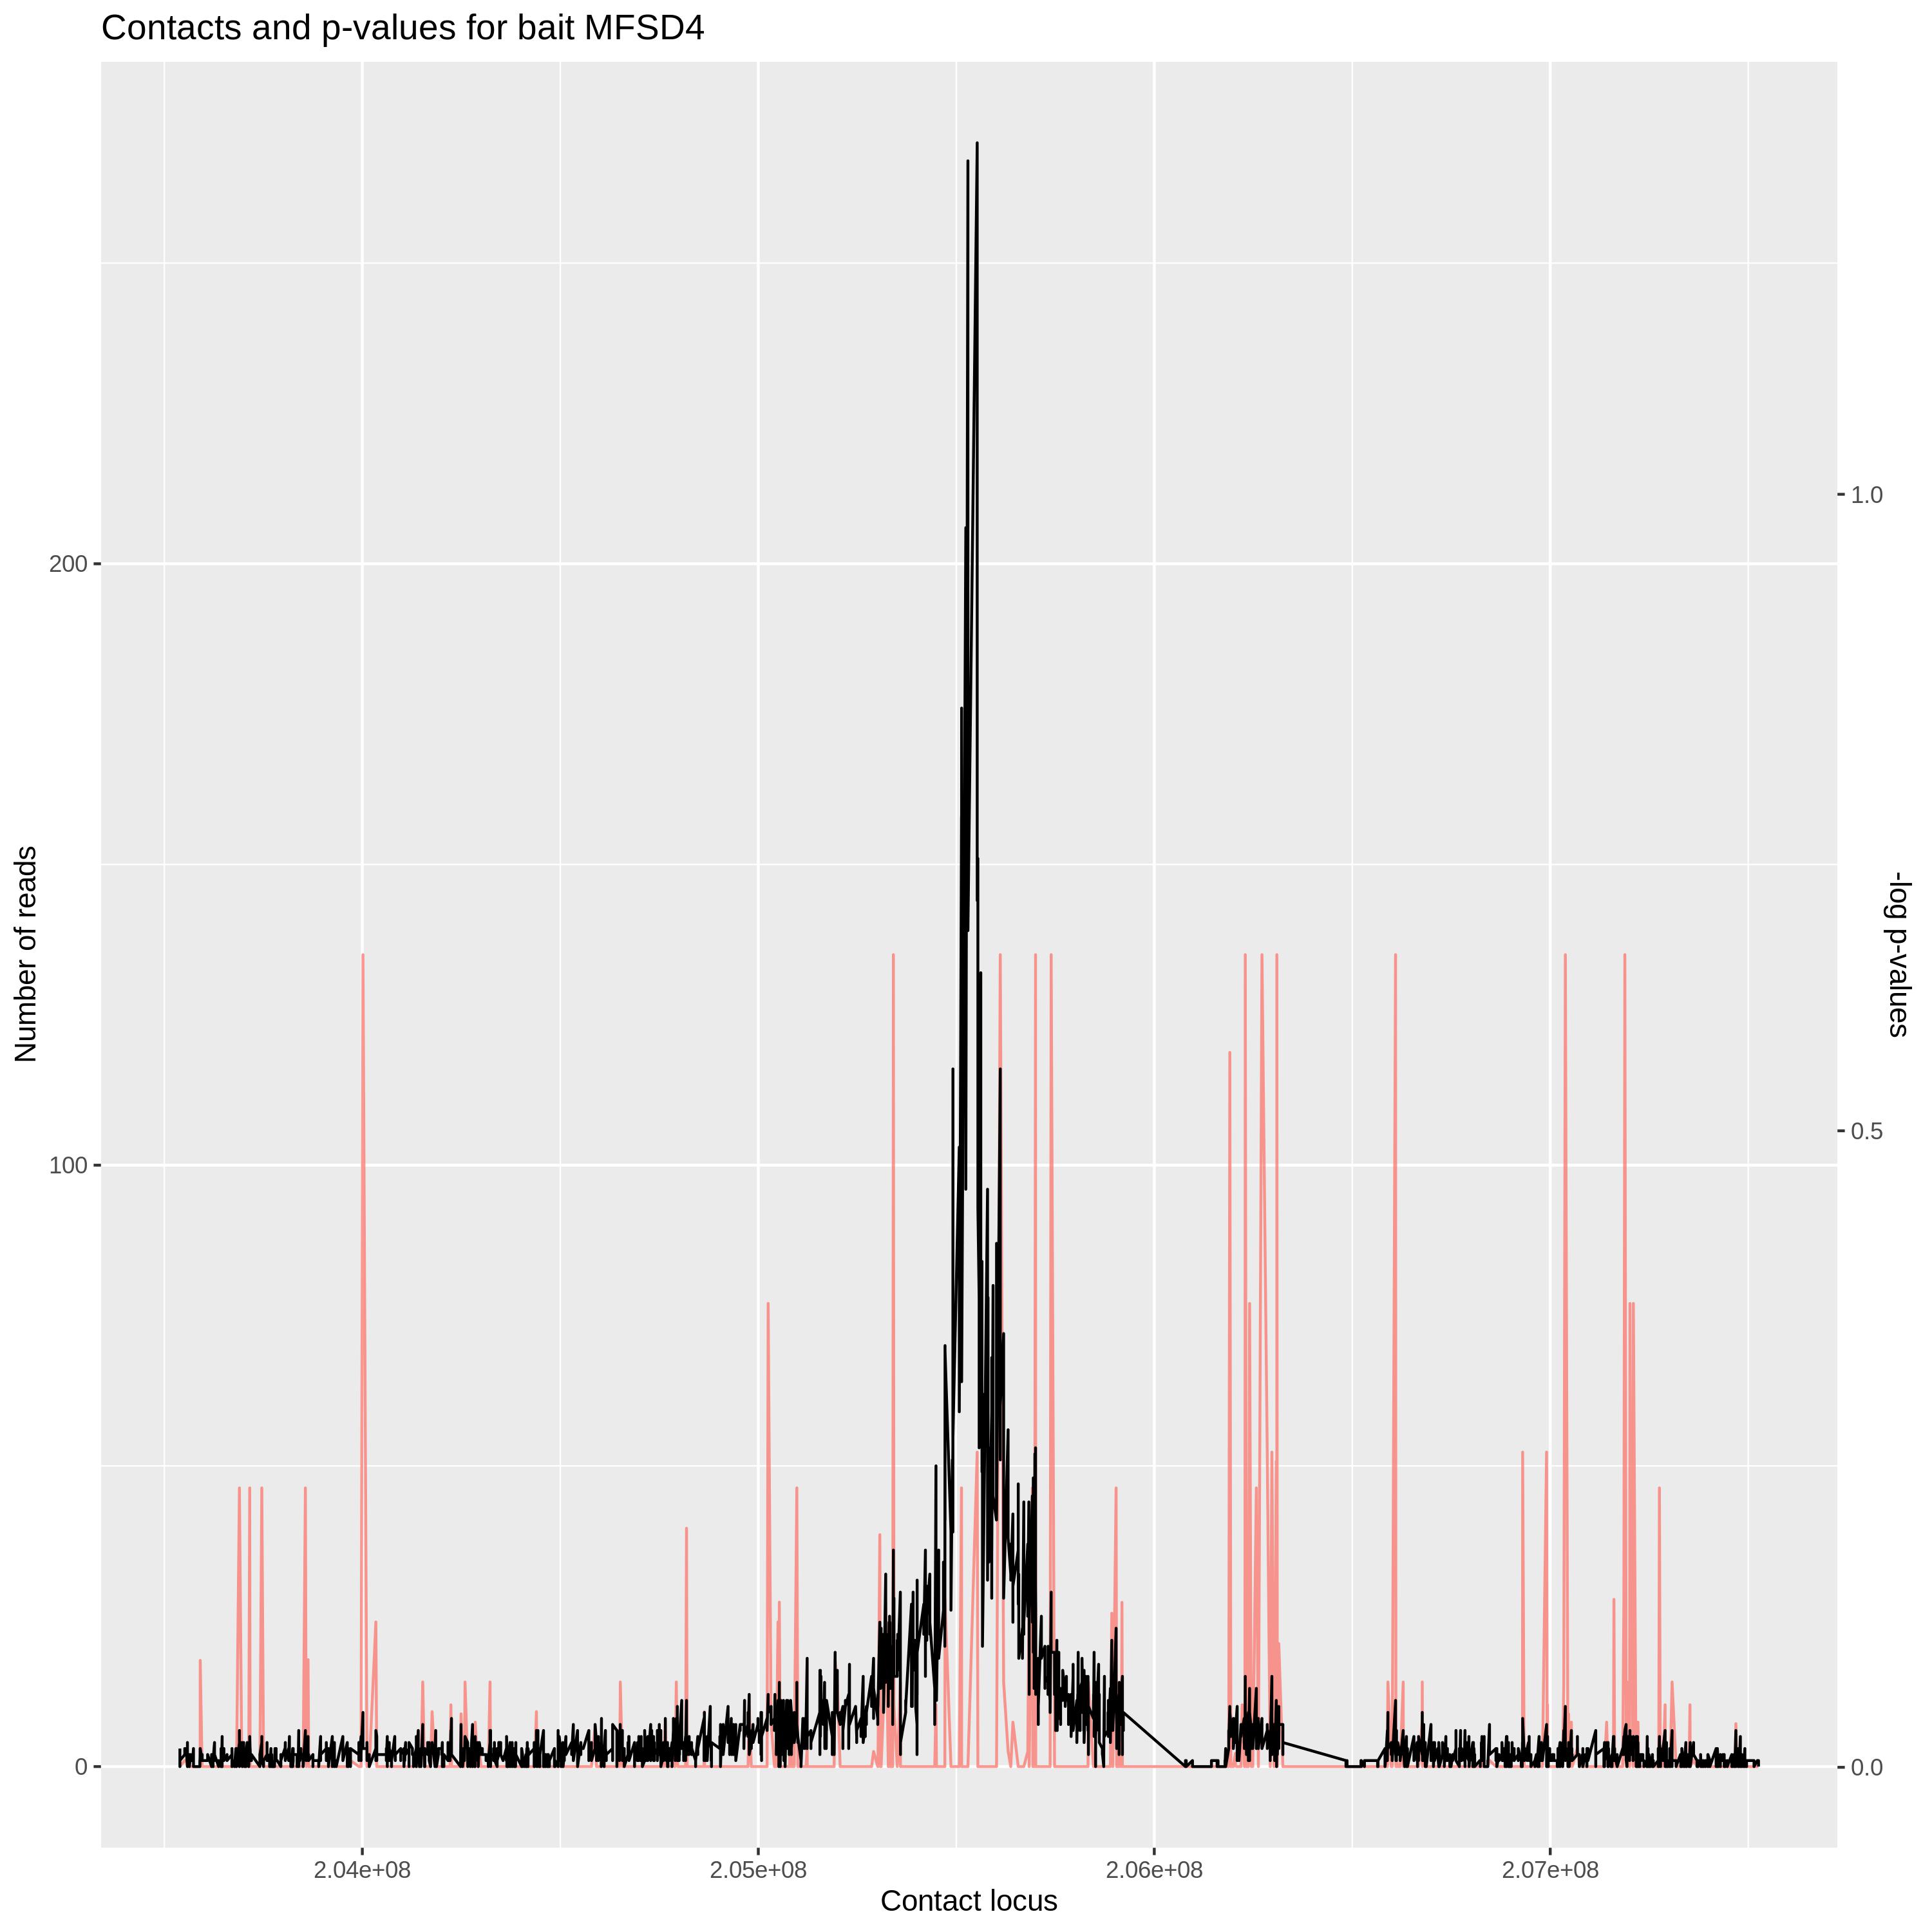 Contacts and p-values for bait MFSD4
Number of reads
200
100
0
1.0
0.5
0.0
-log p-values
2.04e+08
2.05e+08
2.06e+08
2.07e+08
Contact locus